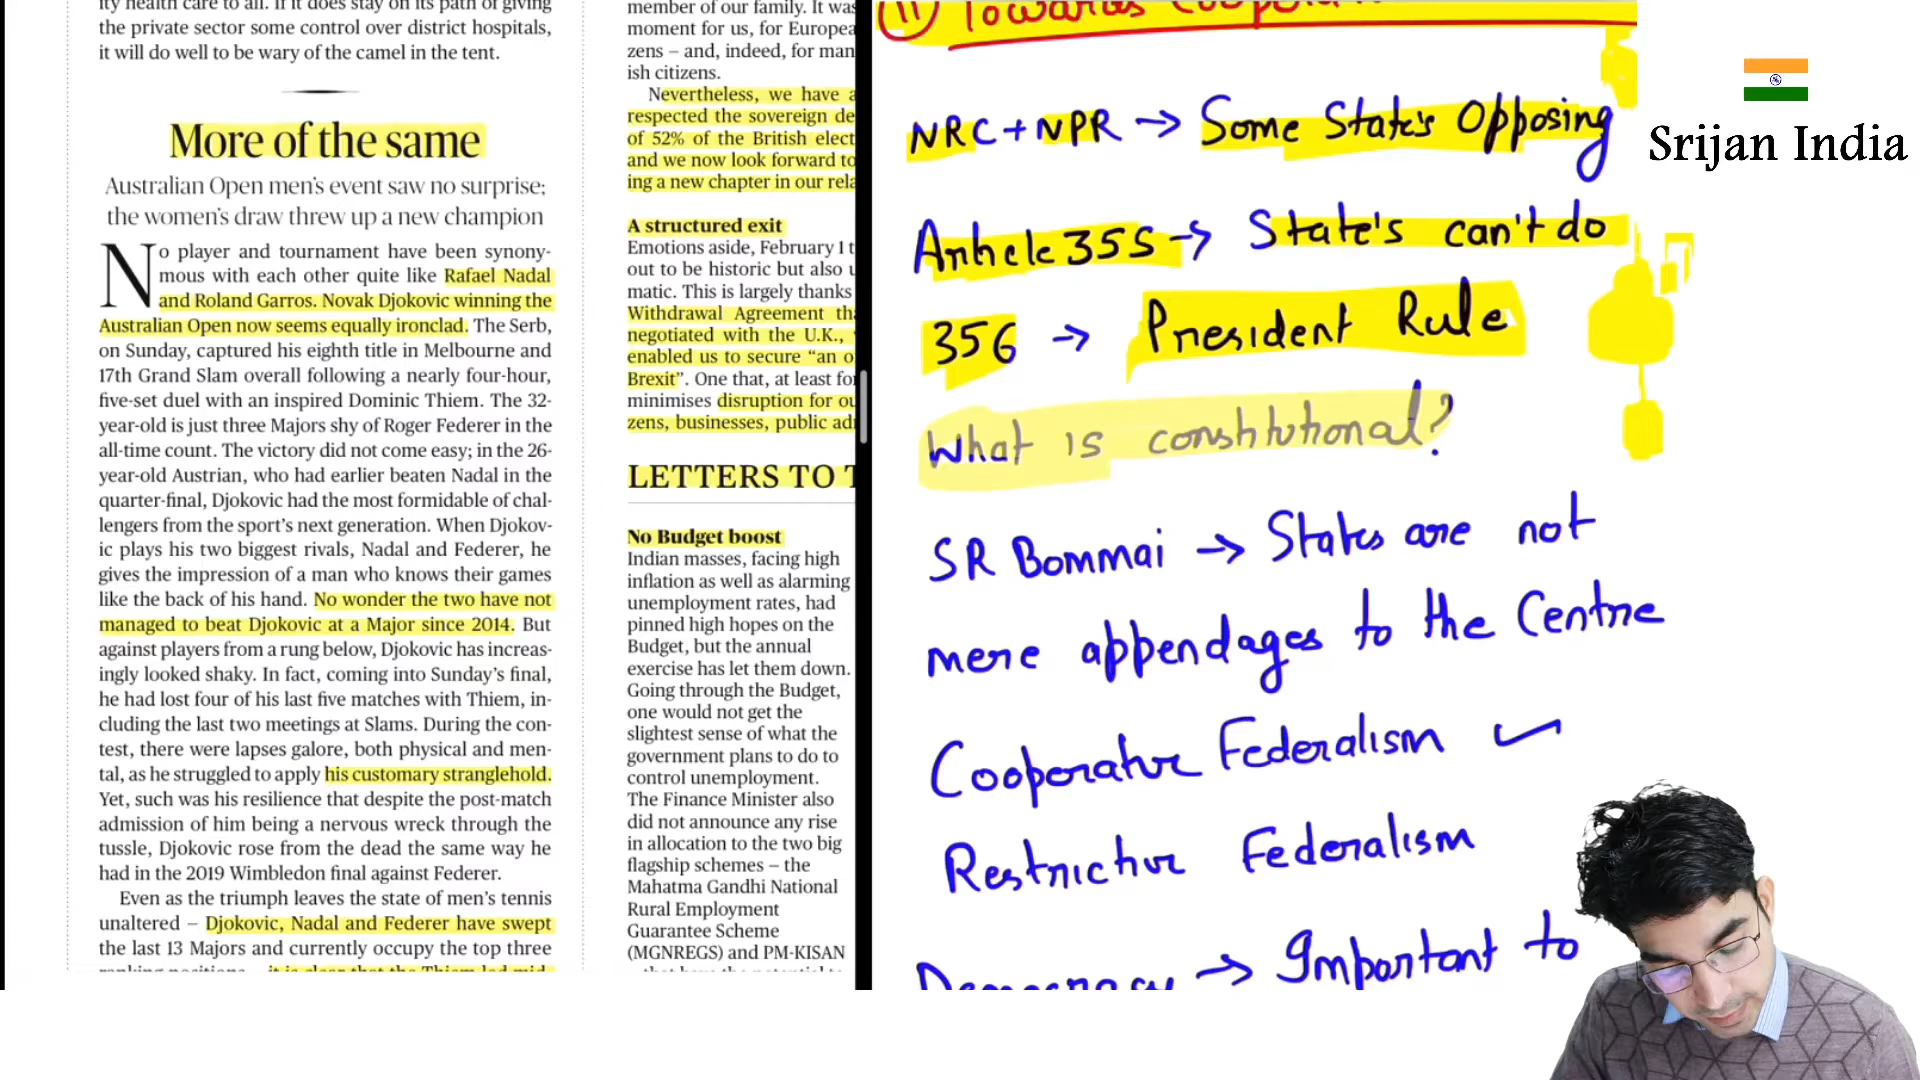 ity health care to all. If it does stay on its path of giving
the private sector some control over district hospitals,
it will do well to be wary of the camel in the tent.
More of the same
Australian Open men's event saw no surprise;
the women's draw threw up a new champion
No player and tournament have been synony-
mous with each other quite like Rafael Nadal
and Roland Garros. Novak Djokovic winning the
Australian Open now seems equally ironclad. The Serb,
on Sunday, captured his eighth title in Melbourne and
17th Grand Slam overall following a nearly four-hour,
five-set duel with an inspired Dominic Thiem. The 32-
year-old is just three Majors shy of Roger Federer in the
all-time count. The victory did not come easy; in the 26-
year-old Austrian, who had earlier beaten Nadal in the
quarter-final, Djokovic had the most formidable of chal-
lengers from the sport's next generation. When Djokov-
ic plays his two biggest rivals, Nadal and Federer, he
gives the impression of a man who knows their games
like the back of his hand. No wonder the two have not
managed to beat Djokovic at a Major since 2014. But
against players from a rung below, Djokovic has increas-
ingly looked shaky. In fact, coming into Sunday's final,
he had lost four of his last five matches with Thiem, in-
cluding the last two meetings at Slams. During the con-
test, there were lapses galore, both physical and men-
tal, as he struggled to apply his customary stranglehold.
Yet, such was his resilience that despite the post-match
admission of him being a nervous wreck through the
tussle, Djokovic rose from the dead the same way he
had in the 2019 Wimbledon final against Federer.
Even as the triumph leaves the state of men's tennis
unaltered – Djokovic, Nadal and Federer have swept
the last 13 Majors and currently occupy the top three
member of our family. It was
moment for us, for Europea
zens – and, indeed, for man
ish citizens.
Nevertheless, we have a
respected the sovereign de
of 52% of the British elect
and we now look forward to
ing a new chapter in our rela
A structured exit
Emotions aside, February 1 t
out to be historic but also u
matic. This is largely thanks
Withdrawal Agreement tha
negotiated with the U.K.,
enabled us to secure “an o
Brexit”. One that, at least fo
minimises disruption for ou
zens, businesses, public ad
LETTERS TO T
No Budget boost
Indian masses, facing high
inflation as well as alarming
unemployment rates, had
pinned high hopes on the
Budget, but the annual
exercise has let them down.
Going through the Budget,
one would not get the
slightest sense of what the
government plans to do to
control unemployment.
The Finance Minister also
did not announce any rise
in allocation to the two big
flagship schemes – the
Mahatma Gandhi National
Rural Employment
Guarantee Scheme
(MGNREGS) and PM-KISAN
11 Towards
NRC + NPR → Some State's Opposing
Article 355 → State's can't do
356 → President Rule
What is constitutional?
SR Bommai → States are not
mere appendages to the Centre
Cooperative Federalism
Restrictive Federalism
Democracy → Important to
Srijan India